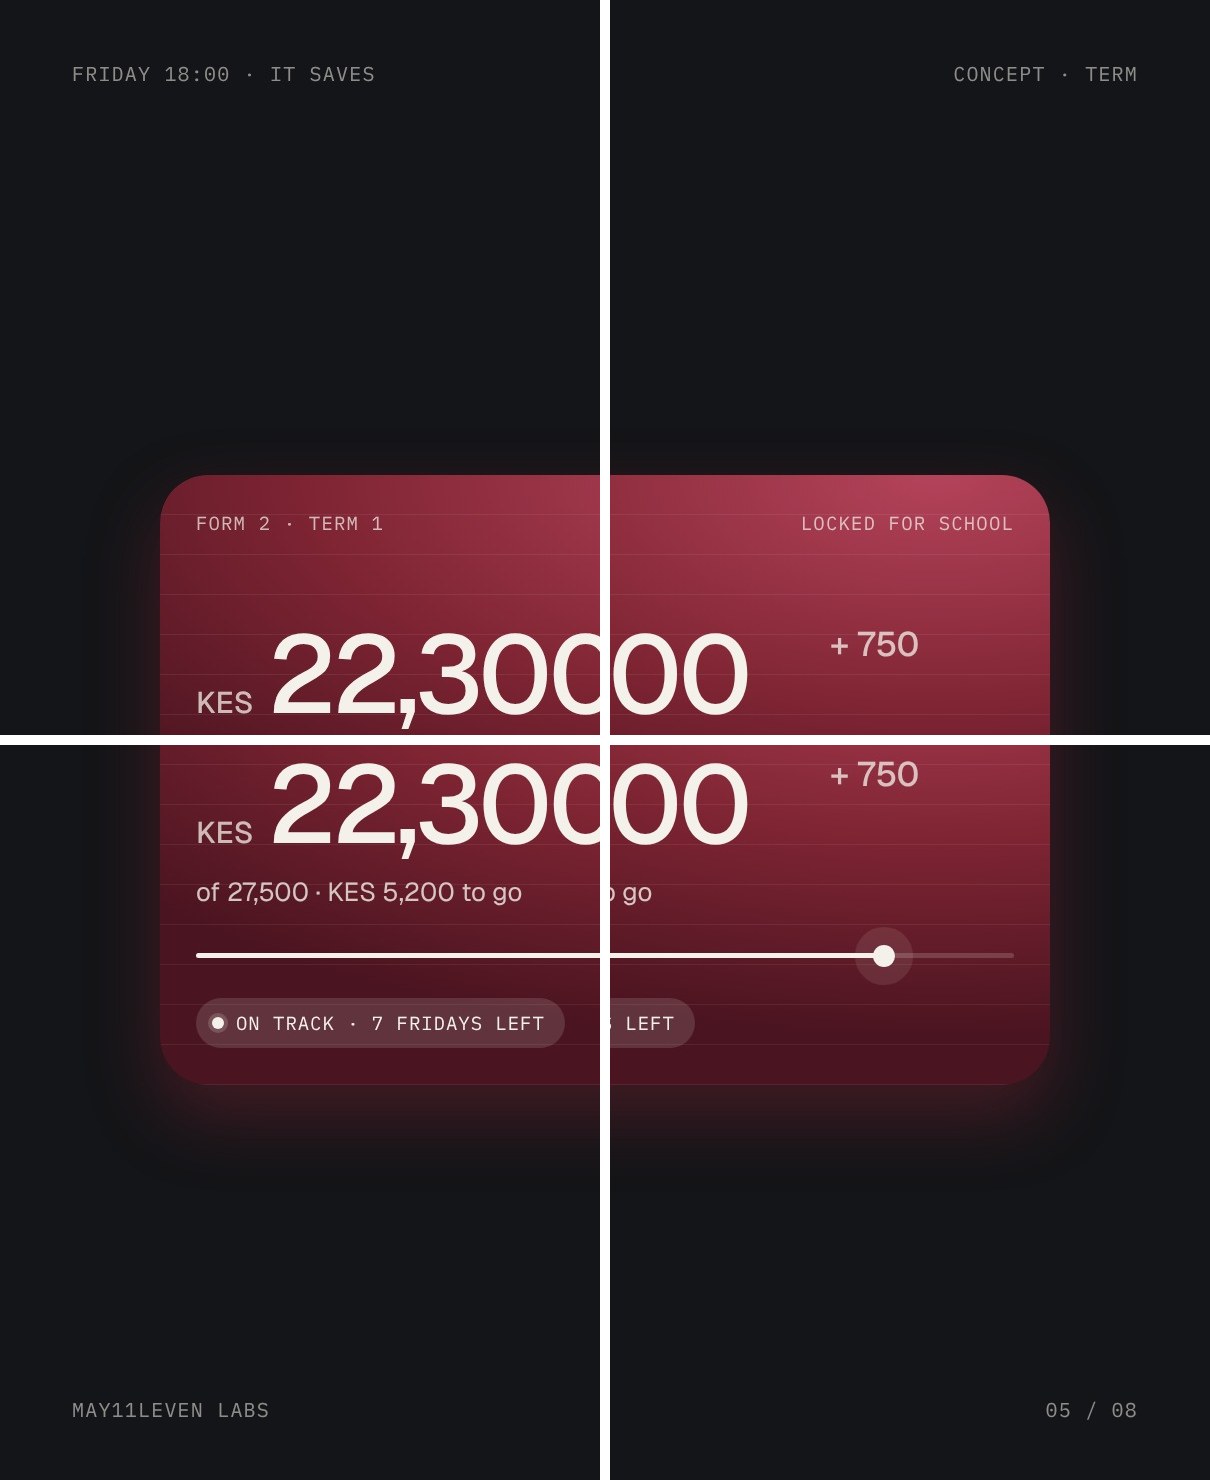 FRIDAY 18:00 · IT SAVES
CONCEPT · TERM
FORM 2 · TERM 1
LOCKED FOR SCHOOL
KES 22,30000
+ 750
KES 22,30000
+ 750
of 27,500 · KES 5,200 to go
go
ON TRACK · 7 FRIDAYS LEFT
LEFT
MAY11LEVEN LABS
05 / 08